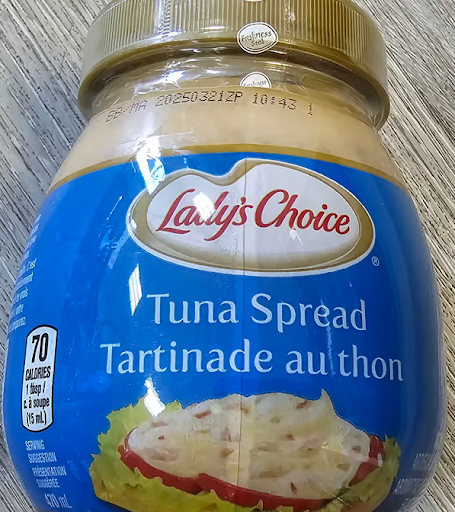 freshness
Seal
BB/MA 20250321ZP 10:43 1
Lady's Choice
®
Tuna Spread
Tartinade au thon
70
CALORIES
1 tbsp /
c. à soupe
(15 mL)
SERVING
SUGGESTION
PRÉSENTATION
SUGGÉRÉE
470 mL